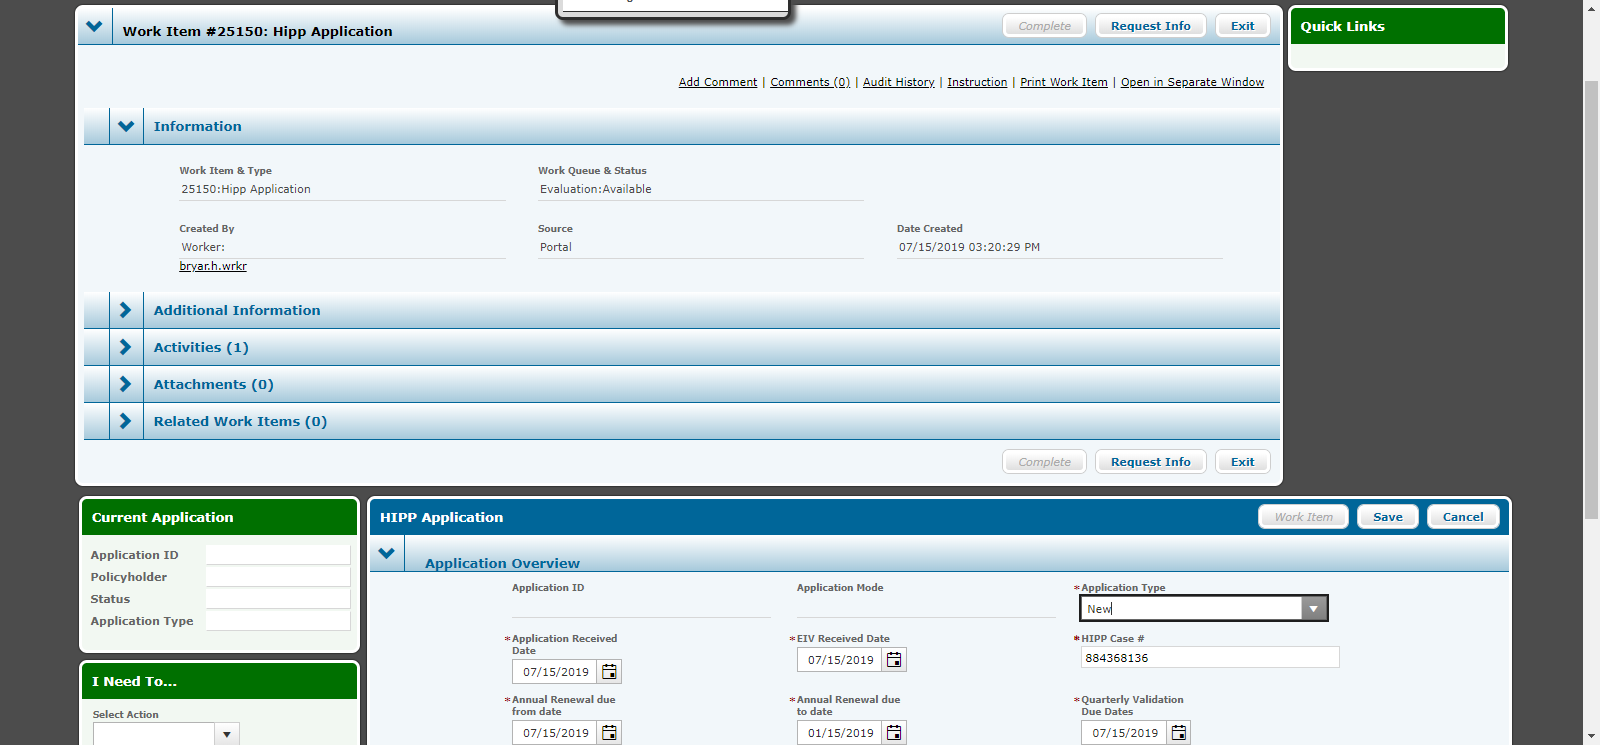 Work Item #25150: Hipp Application
Complete
Request Info
Exit
Quick Links
Add Comment | Comments (0) | Audit History | Instruction | Print Work Item | Open in Separate Window
Information
Work Item & Type
Work Queue & Status
25150:Hipp Application
Evaluation:Available
Created By
Source
Date Created
Worker:
Portal
07/15/2019 03:20:29 PM
bryar.h.wrkr
Additional Information
Activities (1)
Attachments (0)
Related Work Items (0)
Complete
Request Info
Exit
Current Application
Application ID
Policyholder
Status
Application Type
I Need To...
Select Action
HIPP Application
Work Item
Save
Cancel
Application Overview
Application ID
Application Mode
*Application Type
New
*Application Received
Date
07/15/2019
*EIV Received Date
07/15/2019
*HIPP Case #
884368136
*Annual Renewal due
from date
07/15/2019
*Annual Renewal due
to date
01/15/2019
*Quarterly Validation
Due Dates
07/15/2019